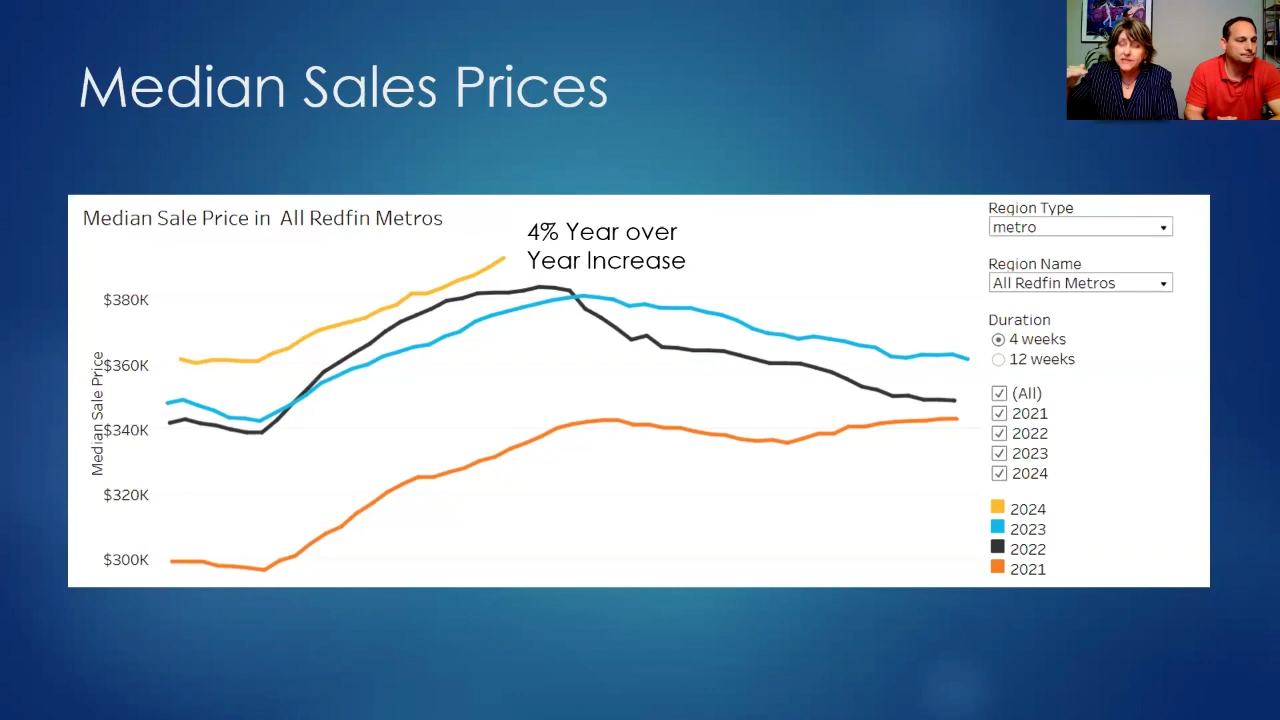 Median Sales Prices
Median Sale Price in All Redfin Metros
4% Year over
Year Increase
Median Sale Price
$380K
$360K
$340K
$320K
$300K
Region Type
metro
Region Name
All Redfin Metros
Duration
4 weeks
12 weeks
(All)
2021
2022
2023
2024
2024
2023
2022
2021